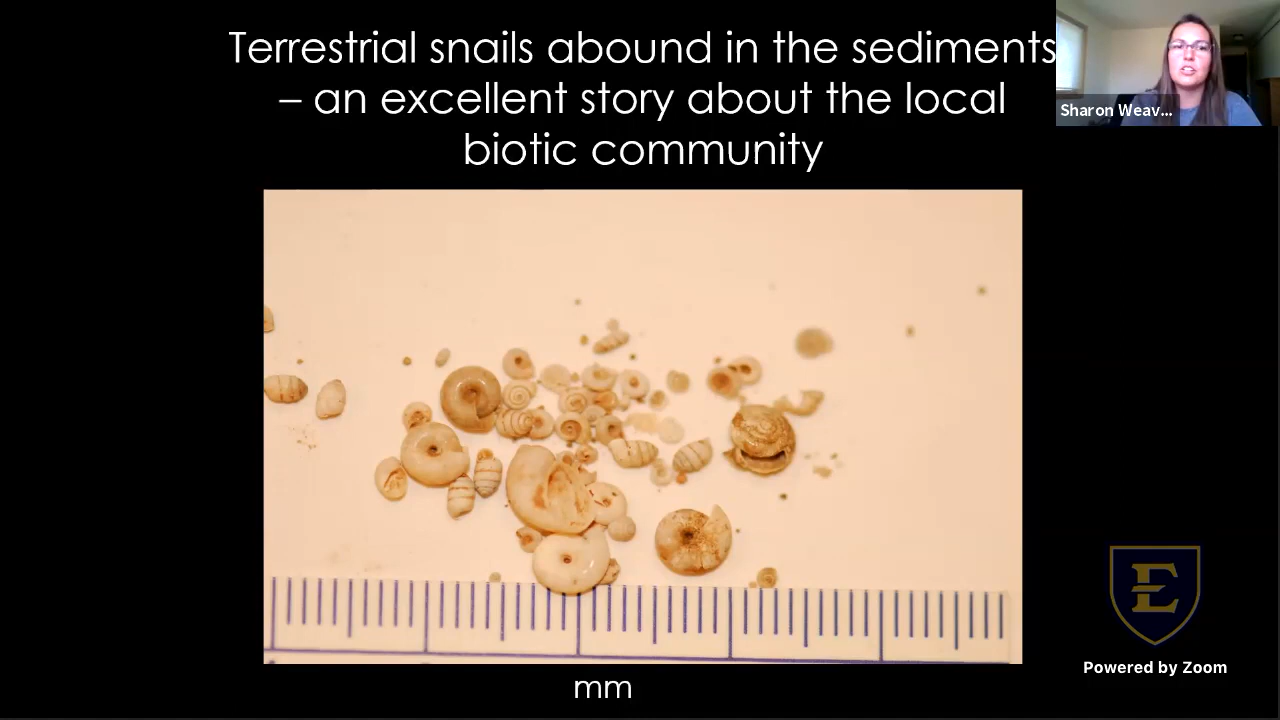 Terrestrial snails abound in the sediments
– an excellent story about the local
biotic community
Sharon Weav...
mm
E
Powered by Zoom